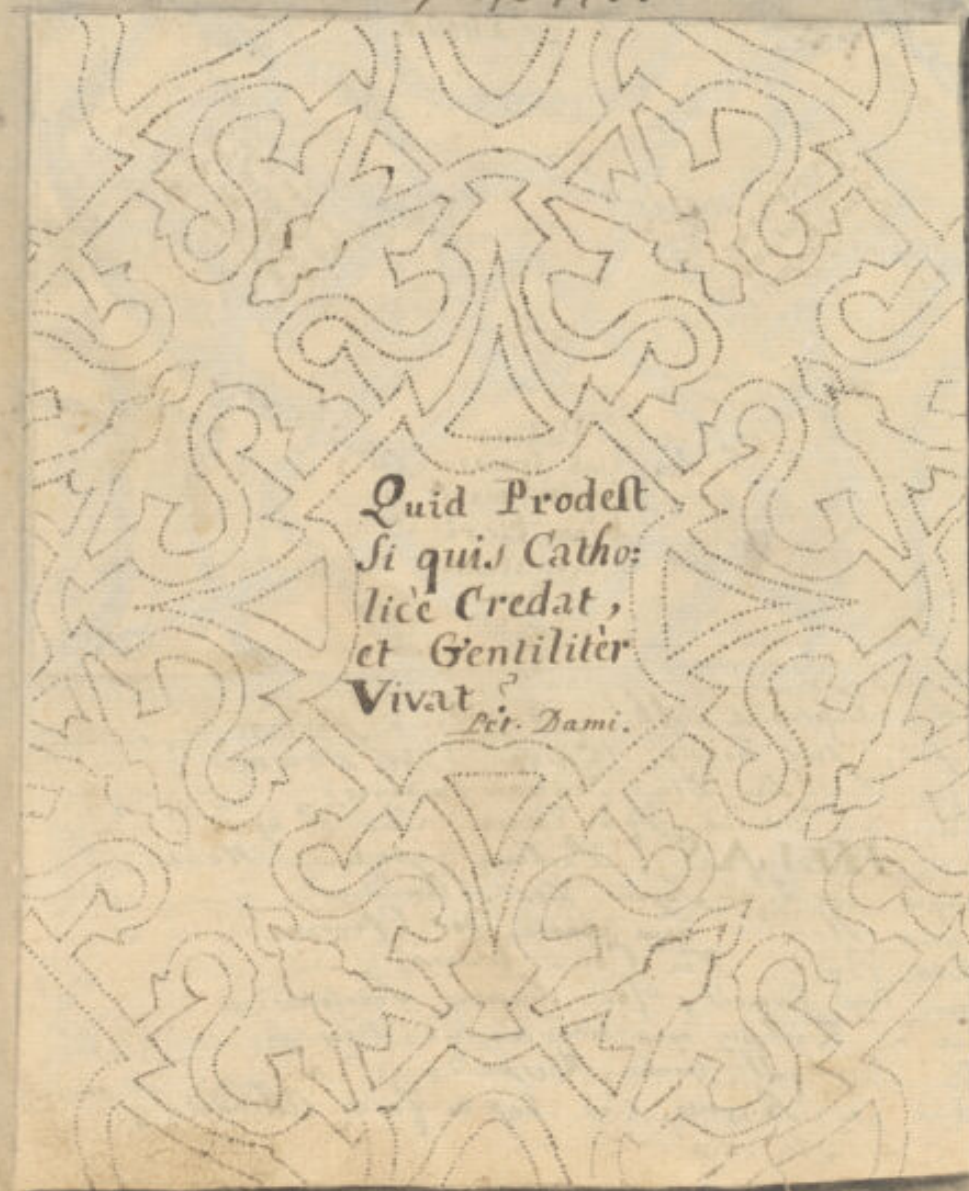 Quid Prodeſt
Si quis Catho:
licè Credat,
et Gentilitèr
Vivat?
Pet. Dami.